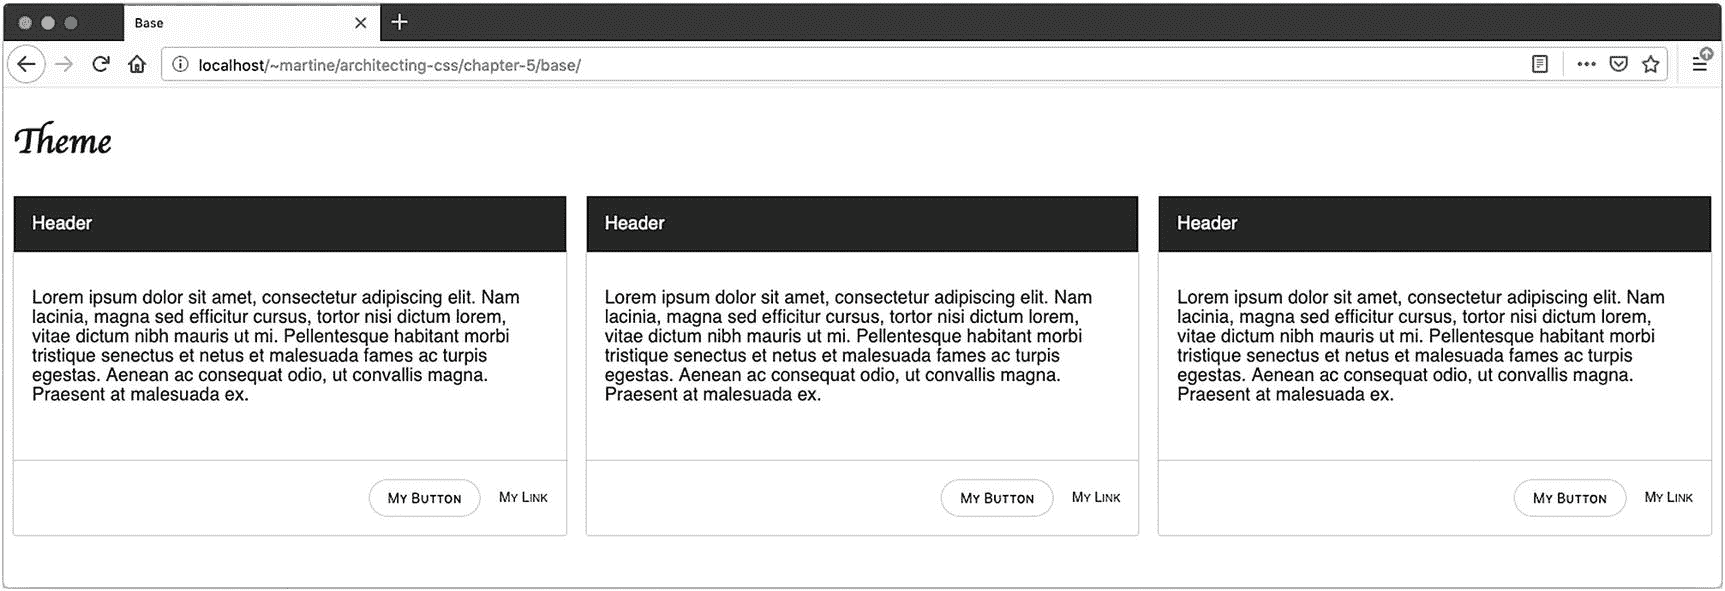 Base
localhost/~martine/architecting-css/chapter-5/base/
Theme
Header
Lorem ipsum dolor sit amet, consectetur adipiscing elit. Nam
lacinia, magna sed efficitur cursus, tortor nisi dictum lorem,
vitae dictum nibh mauris ut mi. Pellentesque habitant morbi
tristique senectus et netus et malesuada fames ac turpis
egestas. Aenean ac consequat odio, ut convallis magna.
Praesent at malesuada ex.
My Button My Link
Header
Lorem ipsum dolor sit amet, consectetur adipiscing elit. Nam
lacinia, magna sed efficitur cursus, tortor nisi dictum lorem,
vitae dictum nibh mauris ut mi. Pellentesque habitant morbi
tristique senectus et netus et malesuada fames ac turpis
egestas. Aenean ac consequat odio, ut convallis magna.
Praesent at malesuada ex.
My Button My Link
Header
Lorem ipsum dolor sit amet, consectetur adipiscing elit. Nam
lacinia, magna sed efficitur cursus, tortor nisi dictum lorem,
vitae dictum nibh mauris ut mi. Pellentesque habitant morbi
tristique senectus et netus et malesuada fames ac turpis
egestas. Aenean ac consequat odio, ut convallis magna.
Praesent at malesuada ex.
My Button My Link